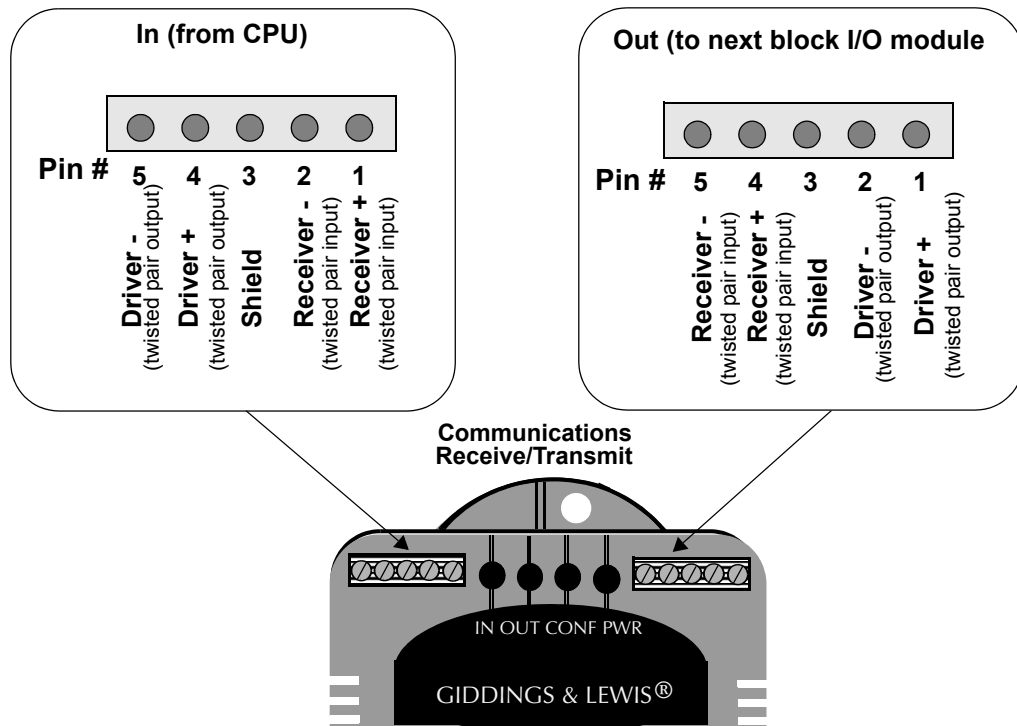 In (from CPU)
Pin # 5 4 3 2 1
Driver -
(twisted pair output)
Driver +
(twisted pair output)
Shield
Receiver -
(twisted pair input)
Receiver +
(twisted pair input)
Out (to next block I/O module
Pin # 5 4 3 2 1
Receiver -
(twisted pair input)
Receiver +
(twisted pair input)
Shield
Driver -
(twisted pair output)
Driver +
(twisted pair output)
Communications
Receive/Transmit
IN OUT CONF PWR
GIDDINGS & LEWIS®